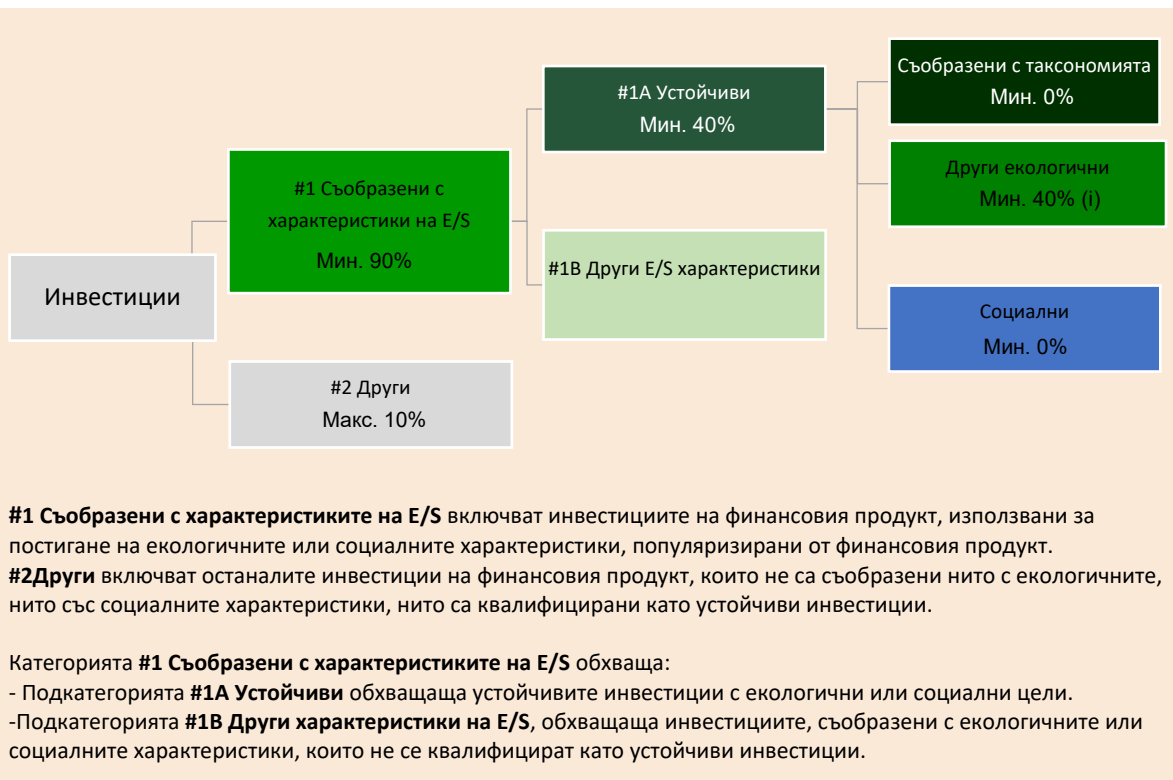 Инвестиции
#1 Съобразени с
характеристики на E/S
Мин. 90%
#2 Други
Макс. 10%
#1A Устойчиви
Мин. 40%
#1B Други E/S характеристики
Съобразени с таксономията
Мин. 0%
Други екологични
Мин. 40% (i)
Социални
Мин. 0%
#1 Съобразени с характеристиките на E/S включват инвестициите на финансовия продукт, използвани за
постигане на екологичните или социалните характеристики, популяризирани от финансовия продукт.
#2Други включват останалите инвестиции на финансовия продукт, които не са съобразени нито с екологичните,
нито със социалните характеристики, нито са квалифицирани като устойчиви инвестиции.
Категорията #1 Съобразени с характеристиките на E/S обхваща:
- Подкатегорията #1A Устойчиви обхващаща устойчивите инвестиции с екологични или социални цели.
-Подкатегорията #1B Други характеристики на E/S, обхващаща инвестициите, съобразени с екологичните или
социалните характеристики, които не се квалифицират като устойчиви инвестиции.